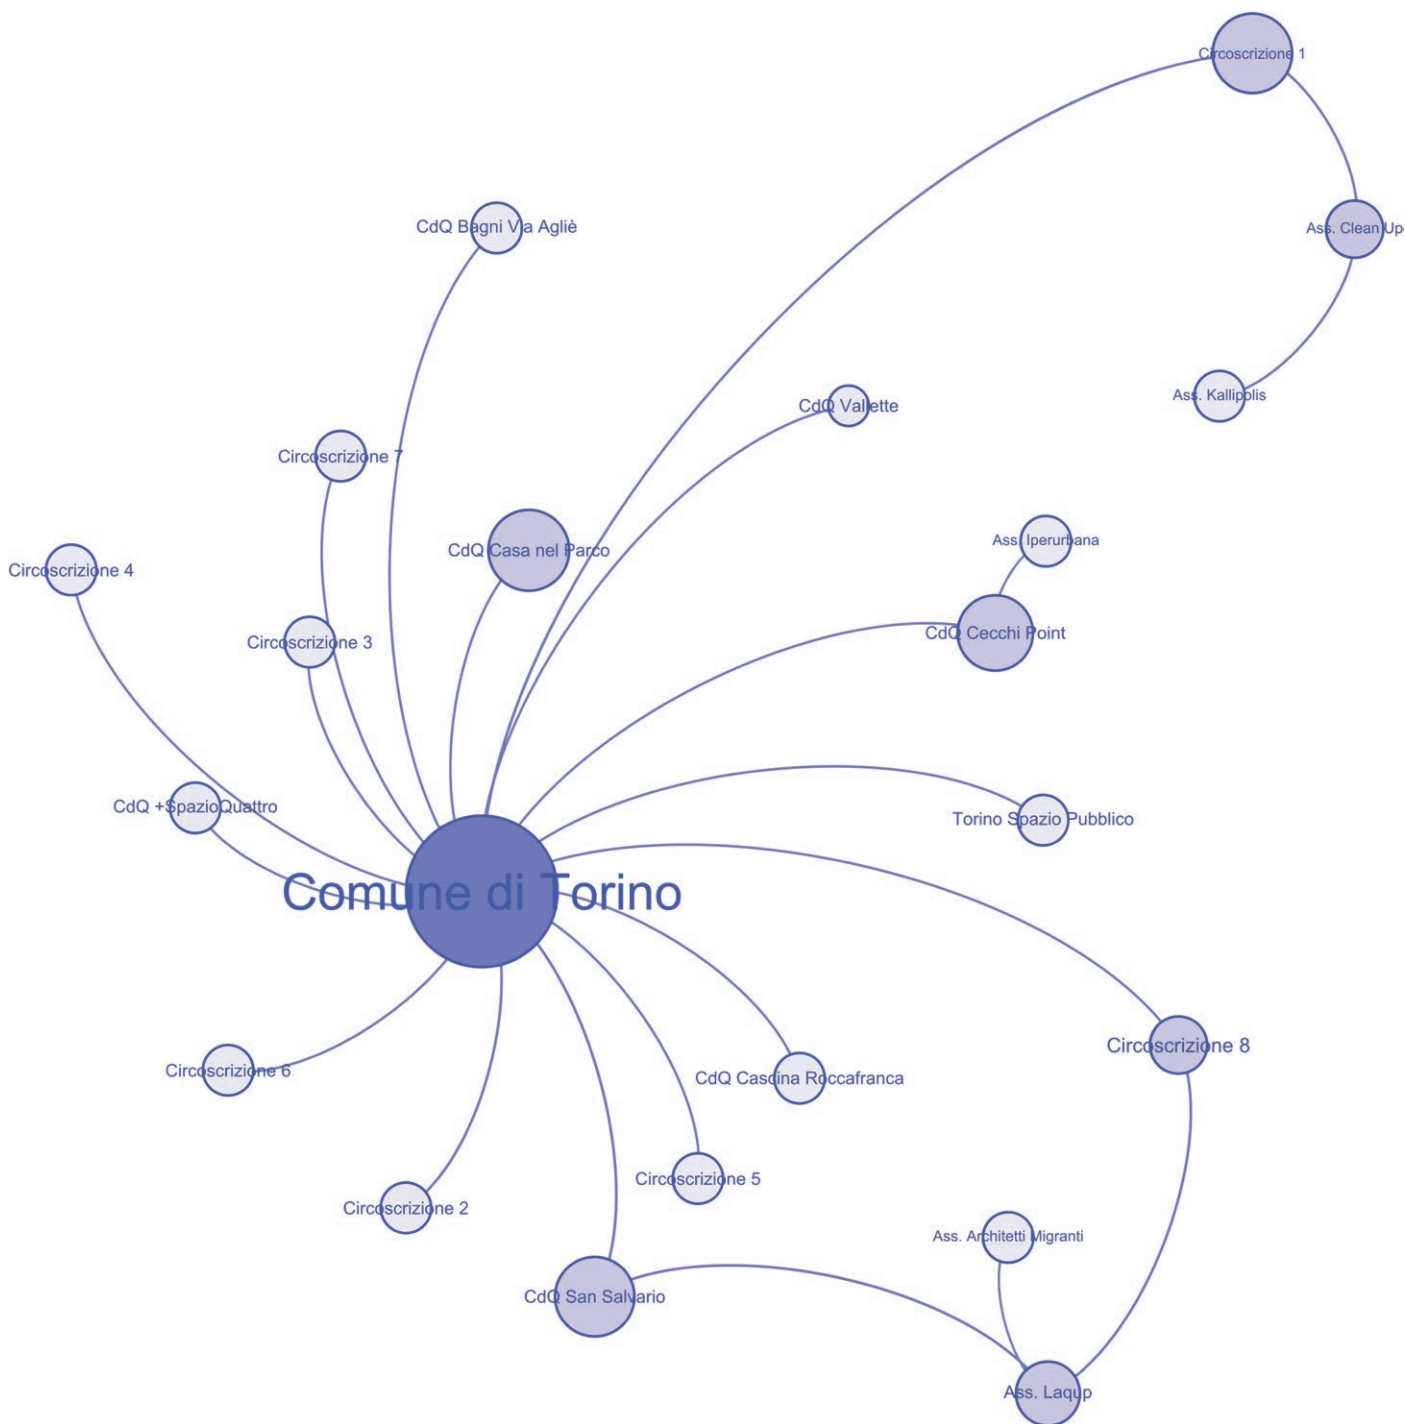 Circoscrizione 1
CdQ Bagni Via Agliè
Ass. Clean Up
Ass. Kallipolis
CdQ Vallette
Circoscrizione 7
Ass. Iperurbana
CdQ Casa nel Parco
Circoscrizione 4
CdQ Cecchi Point
Circoscrizione 3
CdQ +SpazioQuattro
Torino Spazio Pubblico
Comune di Torino
Circoscrizione 8
Circoscrizione 6
CdQ Cascina Roccafranca
Circoscrizione 5
Circoscrizione 2
Ass. Architetti Migranti
CdQ San Salvario
Ass. Laqup